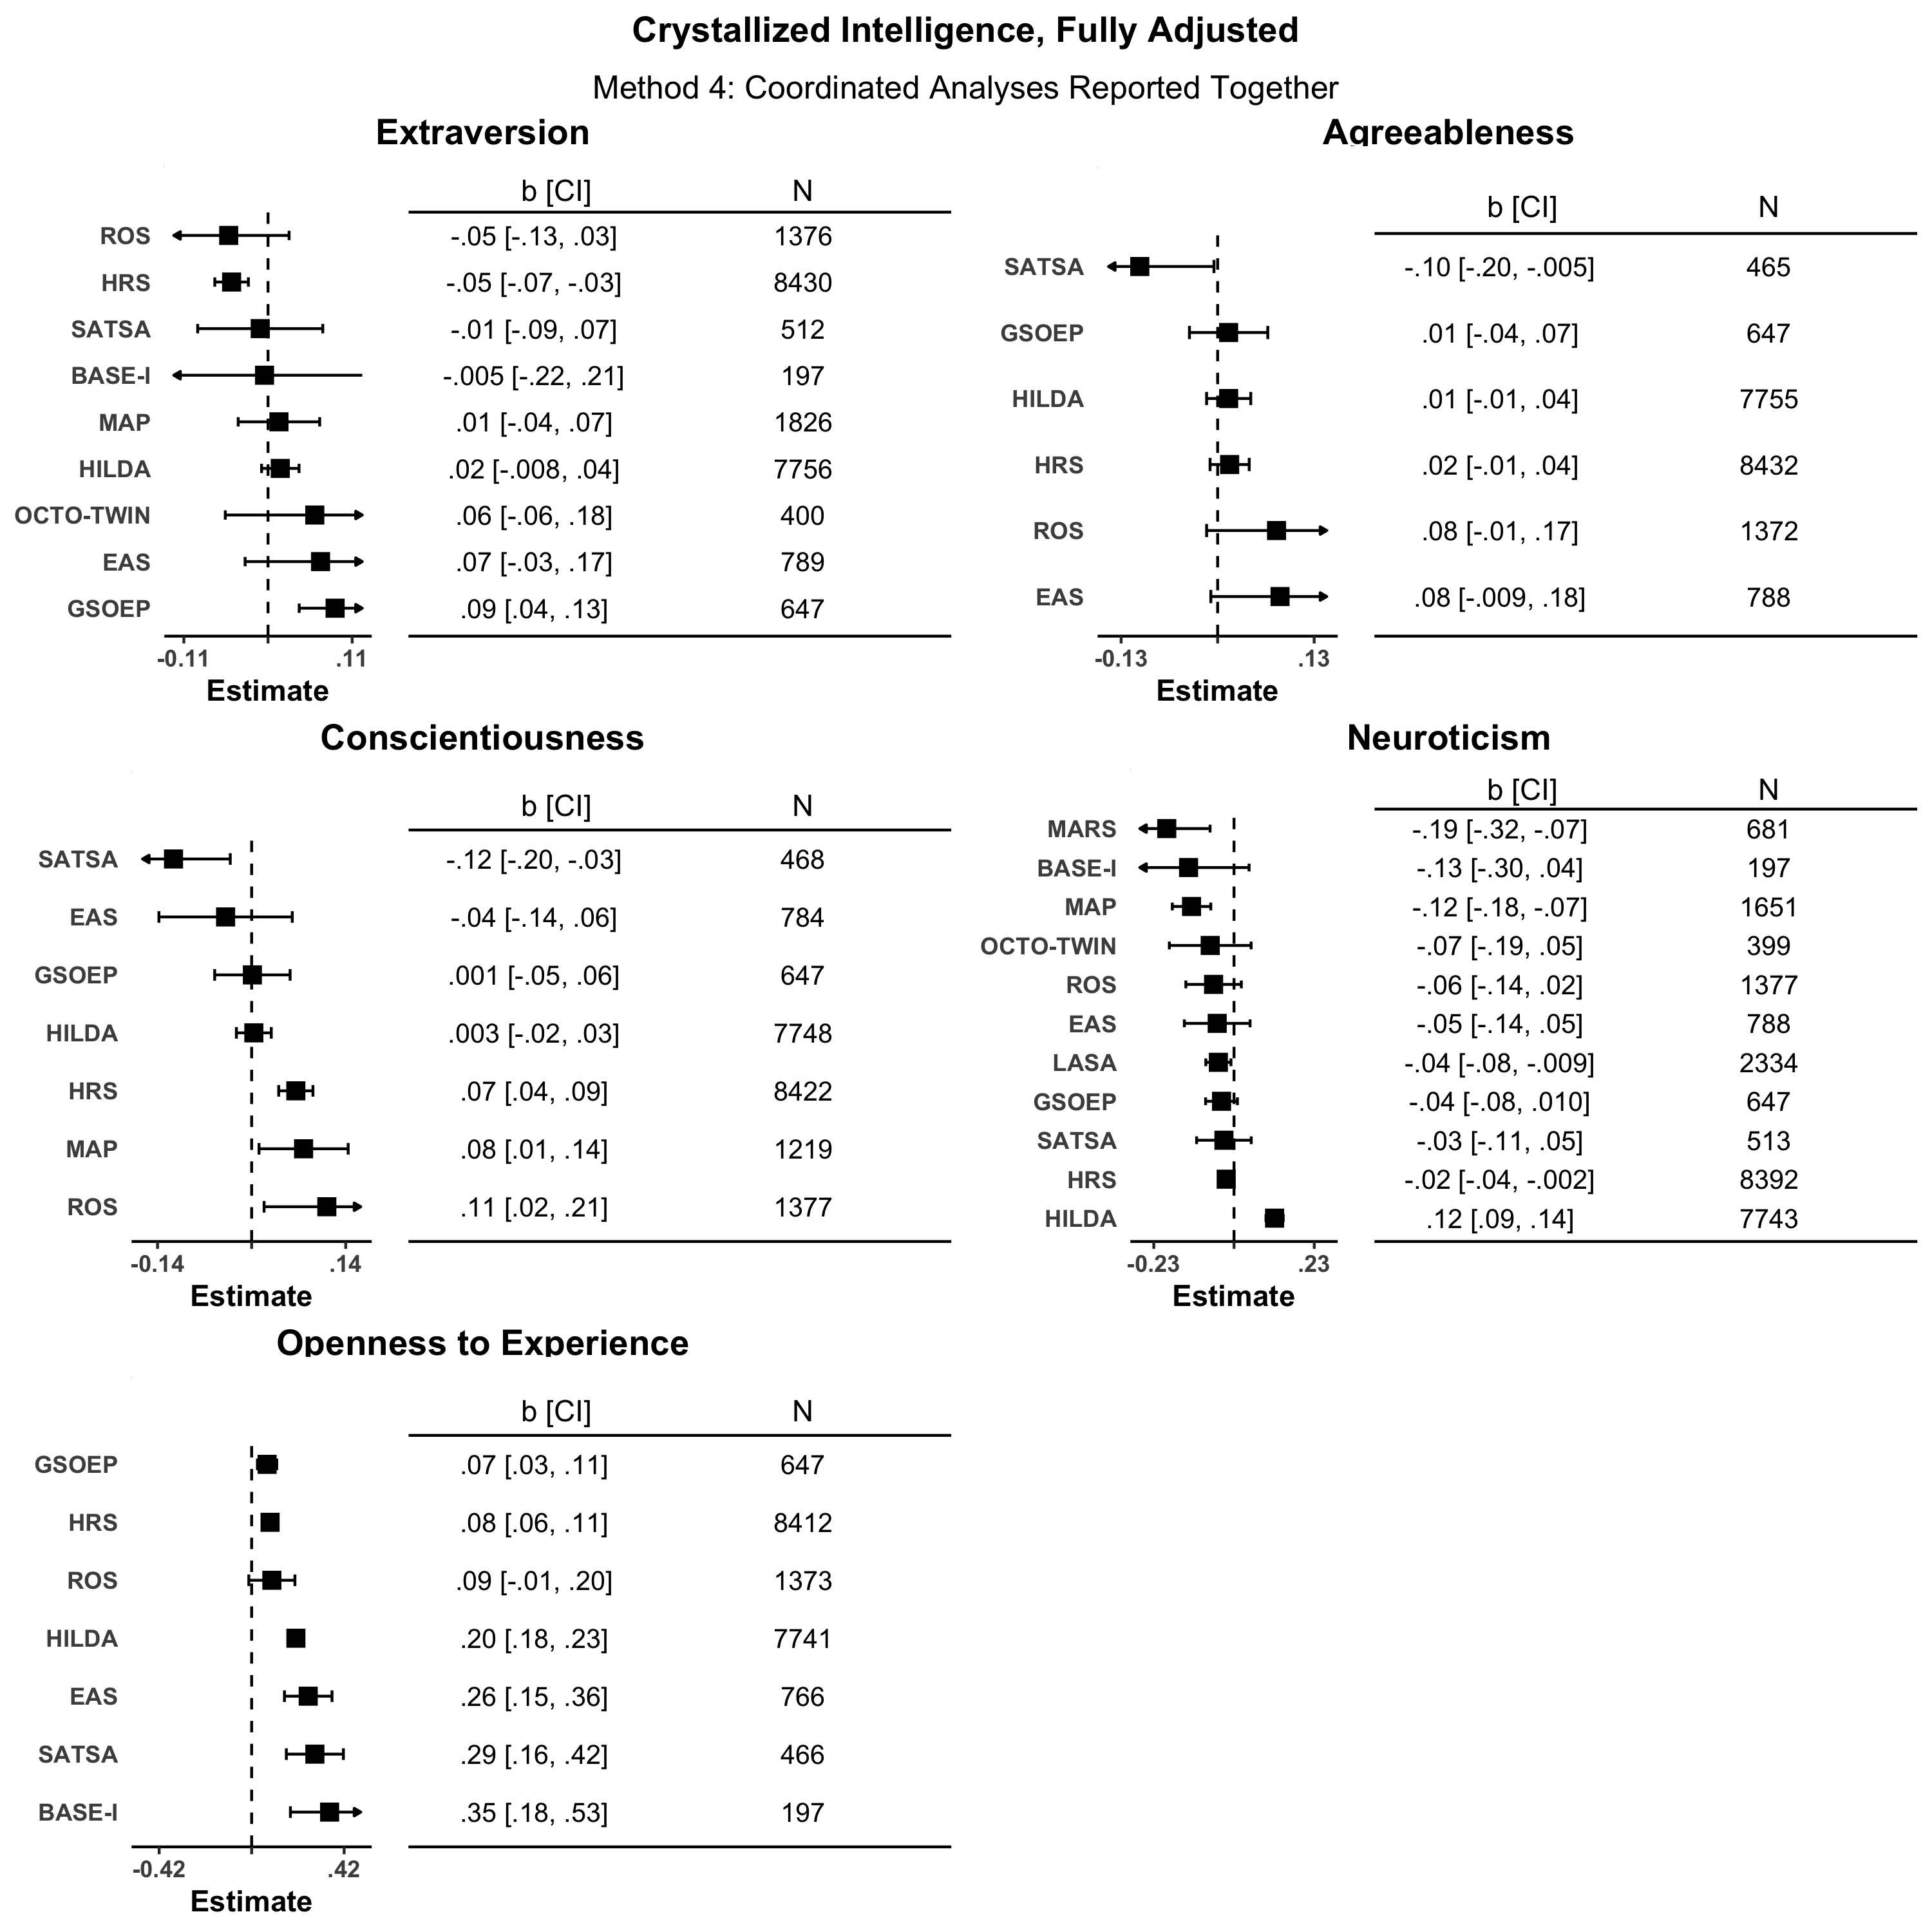 Crystallized Intelligence, Fully Adjusted
Method 4: Coordinated Analyses Reported Together
Extraversion
b [CI] N
ROS -.05 [-.13, .03] 1376
HRS -.05 [-.07, -.03] 8430
SATSA -.01 [-.09, .07] 512
BASE-I -.005 [-.22, .21] 197
MAP .01 [-.04, .07] 1826
HILDA .02 [-.008, .04] 7756
OCTO-TWIN .06 [-.06, .18] 400
EAS .07 [-.03, .17] 789
GSOEP .09 [.04, .13] 647
-0.11 .11
Estimate
Agreeableness
b [CI] N
SATSA -.10 [-.20, -.005] 465
GSOEP .01 [-.04, .07] 647
HILDA .01 [-.01, .04] 7755
HRS .02 [-.01, .04] 8432
ROS .08 [-.01, .17] 1372
EAS .08 [-.009, .18] 788
-0.13 .13
Estimate
Conscientiousness
b [CI] N
SATSA -.12 [-.20, -.03] 468
EAS -.04 [-.14, .06] 784
GSOEP .001 [-.05, .06] 647
HILDA .003 [-.02, .03] 7748
HRS .07 [.04, .09] 8422
MAP .08 [.01, .14] 1219
ROS .11 [.02, .21] 1377
-0.14 .14
Estimate
Neuroticism
b [CI] N
MARS -.19 [-.32, -.07] 681
BASE-I -.13 [-.30, .04] 197
MAP -.12 [-.18, -.07] 1651
OCTO-TWIN -.07 [-.19, .05] 399
ROS -.06 [-.14, .02] 1377
EAS -.05 [-.14, .05] 788
LASA -.04 [-.08, -.009] 2334
GSOEP -.04 [-.08, .010] 647
SATSA -.03 [-.11, .05] 513
HRS -.02 [-.04, -.002] 8392
HILDA .12 [.09, .14] 7743
-0.23 .23
Estimate
Openness to Experience
b [CI] N
GSOEP .07 [.03, .11] 647
HRS .08 [.06, .11] 8412
ROS .09 [-.01, .20] 1373
HILDA .20 [.18, .23] 7741
EAS .26 [.15, .36] 766
SATSA .29 [.16, .42] 466
BASE-I .35 [.18, .53] 197
-0.42 .42
Estimate